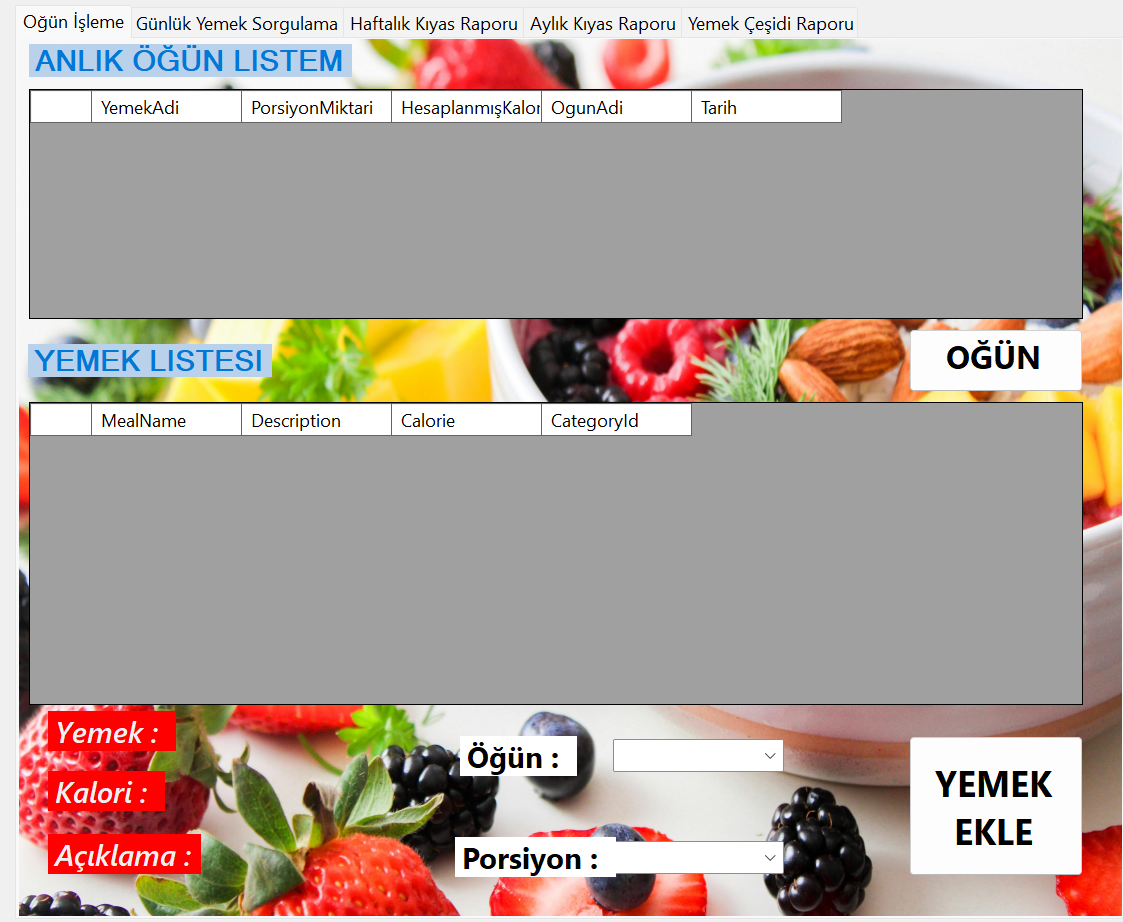 Oğün İşleme
Günlük Yemek Sorgulama
Haftalık Kıyas Raporu
Aylık Kıyas Raporu
Yemek Çeşidi Raporu
ANLIK ÖĞÜN LISTEM
YemekAdi
PorsiyonMiktari
HesaplanmışKalor
OgunAdi
Tarih
YEMEK LISTESI
OĞÜN
MealName
Description
Calorie
CategoryId
Yemek :
Öğün :
Kalori :
YEMEK
EKLE
Açıklama :
Porsiyon :